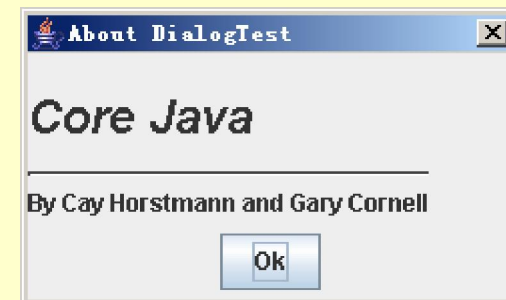 About DialogTest
Core Java
By Cay Horstmann and Gary Cornell
Ok